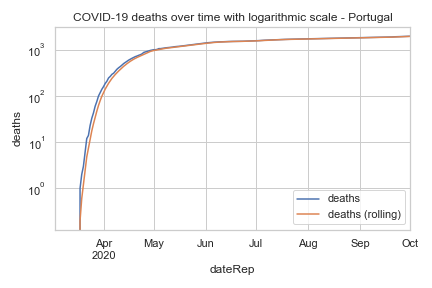 COVID-19 deaths over time with logarithmic scale - Portugal
deaths
10³
10²
10¹
10⁰
deaths
deaths (rolling)
Apr May Jun Jul Aug Sep Oct
2020
dateRep